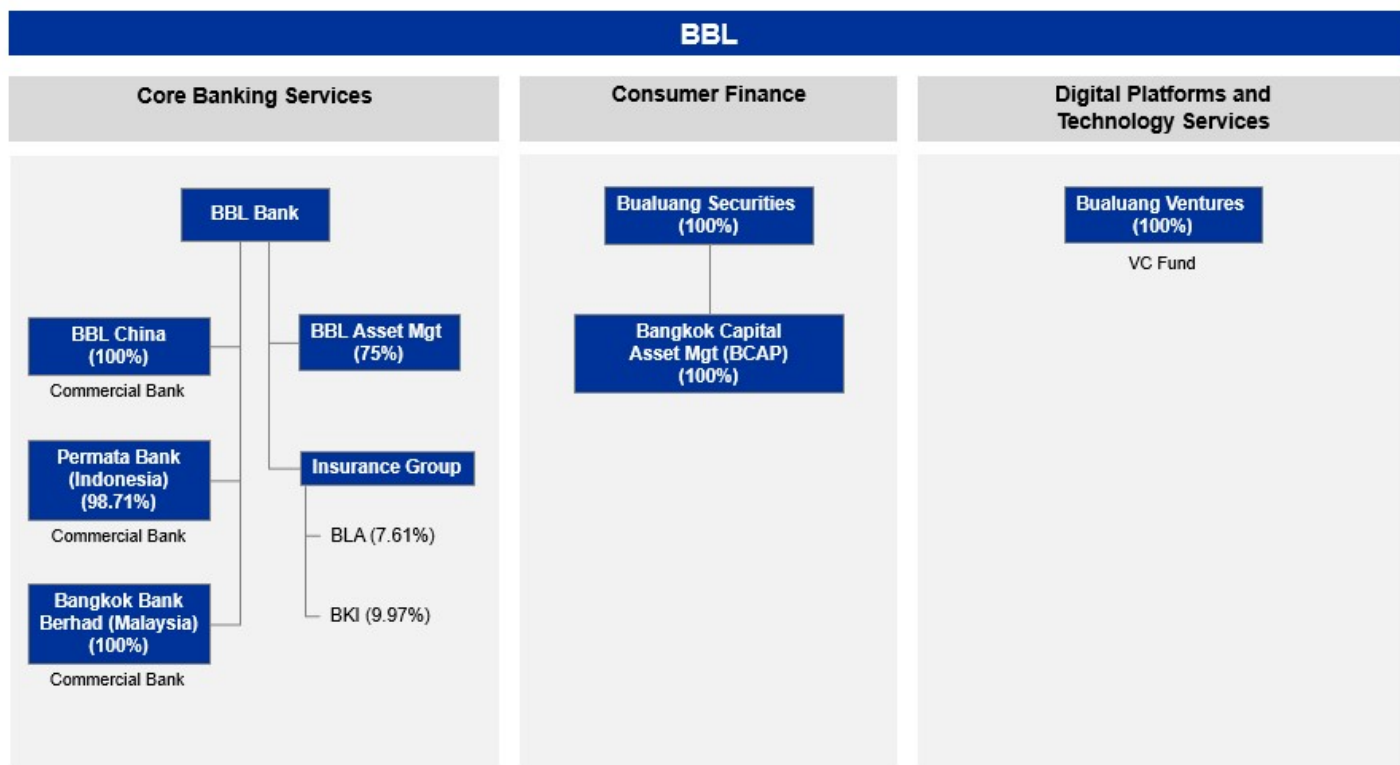 BBL
Core Banking Services
BBL Bank
BBL China
(100%)
Commercial Bank
Permata Bank
(Indonesia)
(98.71%)
Commercial Bank
Bangkok Bank
Berhad (Malaysia)
(100%)
Commercial Bank
BBL Asset Mgt
(75%)
Insurance Group
BLA (7.61%)
BKI (9.97%)
Consumer Finance
Bualuang Securities
(100%)
Bangkok Capital
Asset Mgt (BCAP)
(100%)
Digital Platforms and
Technology Services
Bualuang Ventures
(100%)
VC Fund